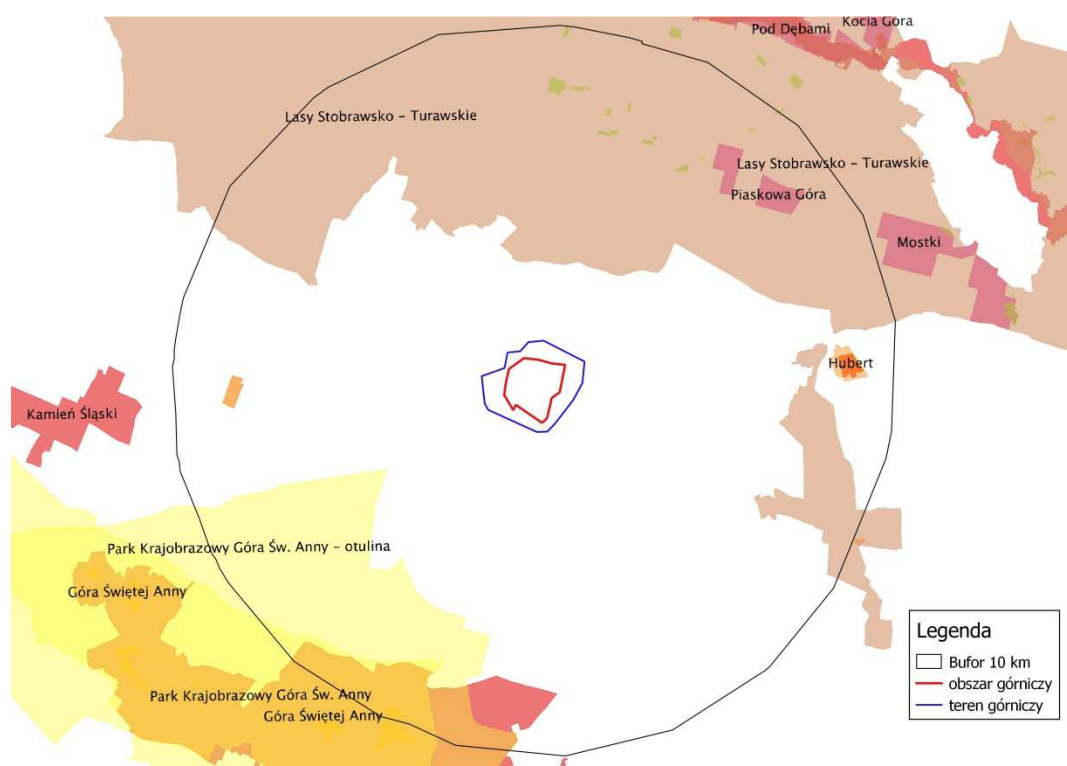 Pod Dębami
Kocia Góra
Lasy Stobrawsko – Turawskie
Lasy Stobrawsko – Turawskie
Piaskowa Góra
Mostki
Hubert
Kamień Śląski
Park Krajobrazowy Góra Św. Anny – otulina
Góra Świętej Anny
Park Krajobrazowy Góra Św. Anny
Góra Świętej Anny
Legenda
Bufor 10 km
obszar górniczy
teren górniczy